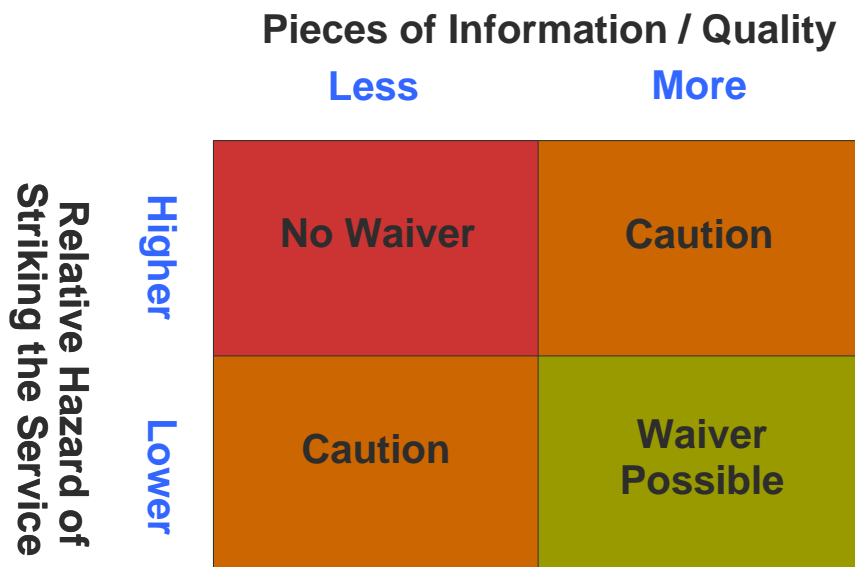 Pieces of Information / Quality
Less More
Relative Hazard of
Striking the Service
Higher
No Waiver
Caution
Lower
Caution
Waiver
Possible